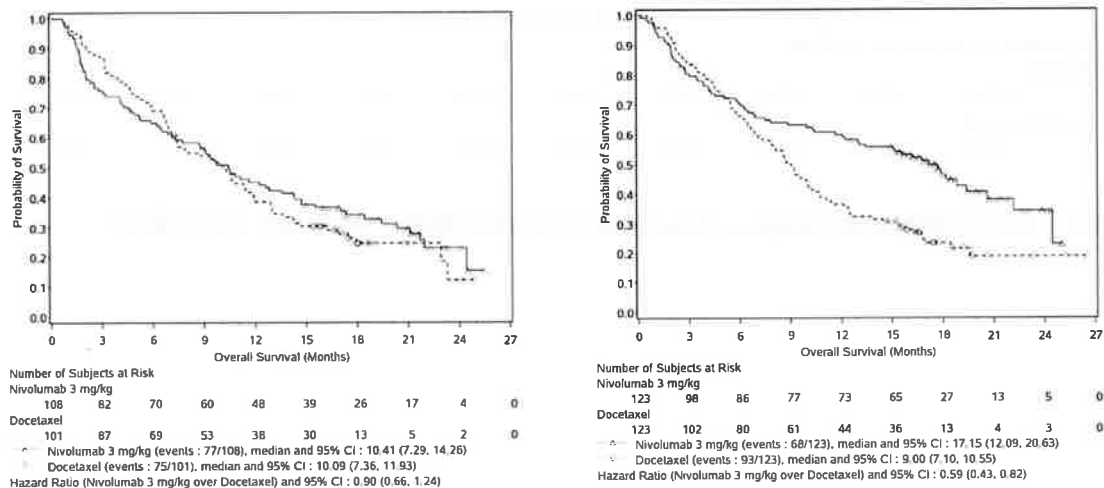 Probability of Survival
1.0
0.9
0.8
0.7
0.6
0.5
0.4
0.3
0.2
0.1
0.0
0 3 6 9 12 15 18 21 24 27
Overall Survival (Months)
Number of Subjects at Risk
Nivolumab 3 mg/kg
108 82 70 60 48 39 26 17 4 0
Docetaxel
101 87 69 53 38 30 13 5 2 0
Nivolumab 3 mg/kg (events : 77/108), median and 95% CI : 10.41 (7.29, 14.26)
Docetaxel (events : 75/101), median and 95% CI : 10.09 (7.36, 11.93)
Hazard Ratio (Nivolumab 3 mg/kg over Docetaxel) and 95% CI : 0.90 (0.66, 1.24)
Probability of Survival
1.0
0.9
0.8
0.7
0.6
0.5
0.4
0.3
0.2
0.1
0.0
0 3 6 9 12 15 18 21 24 27
Overall Survival (Months)
Number of Subjects at Risk
Nivolumab 3 mg/kg
123 98 86 77 73 65 27 13 5 0
Docetaxel
123 102 80 61 44 36 13 4 3 0
Nivolumab 3 mg/kg (events : 68/123), median and 95% CI : 17.15 (12.09, 20.63)
Docetaxel (events : 93/123), median and 95% CI : 9.00 (7.10, 10.55)
Hazard Ratio (Nivolumab 3 mg/kg over Docetaxel) and 95% CI : 0.59 (0.43, 0.82)